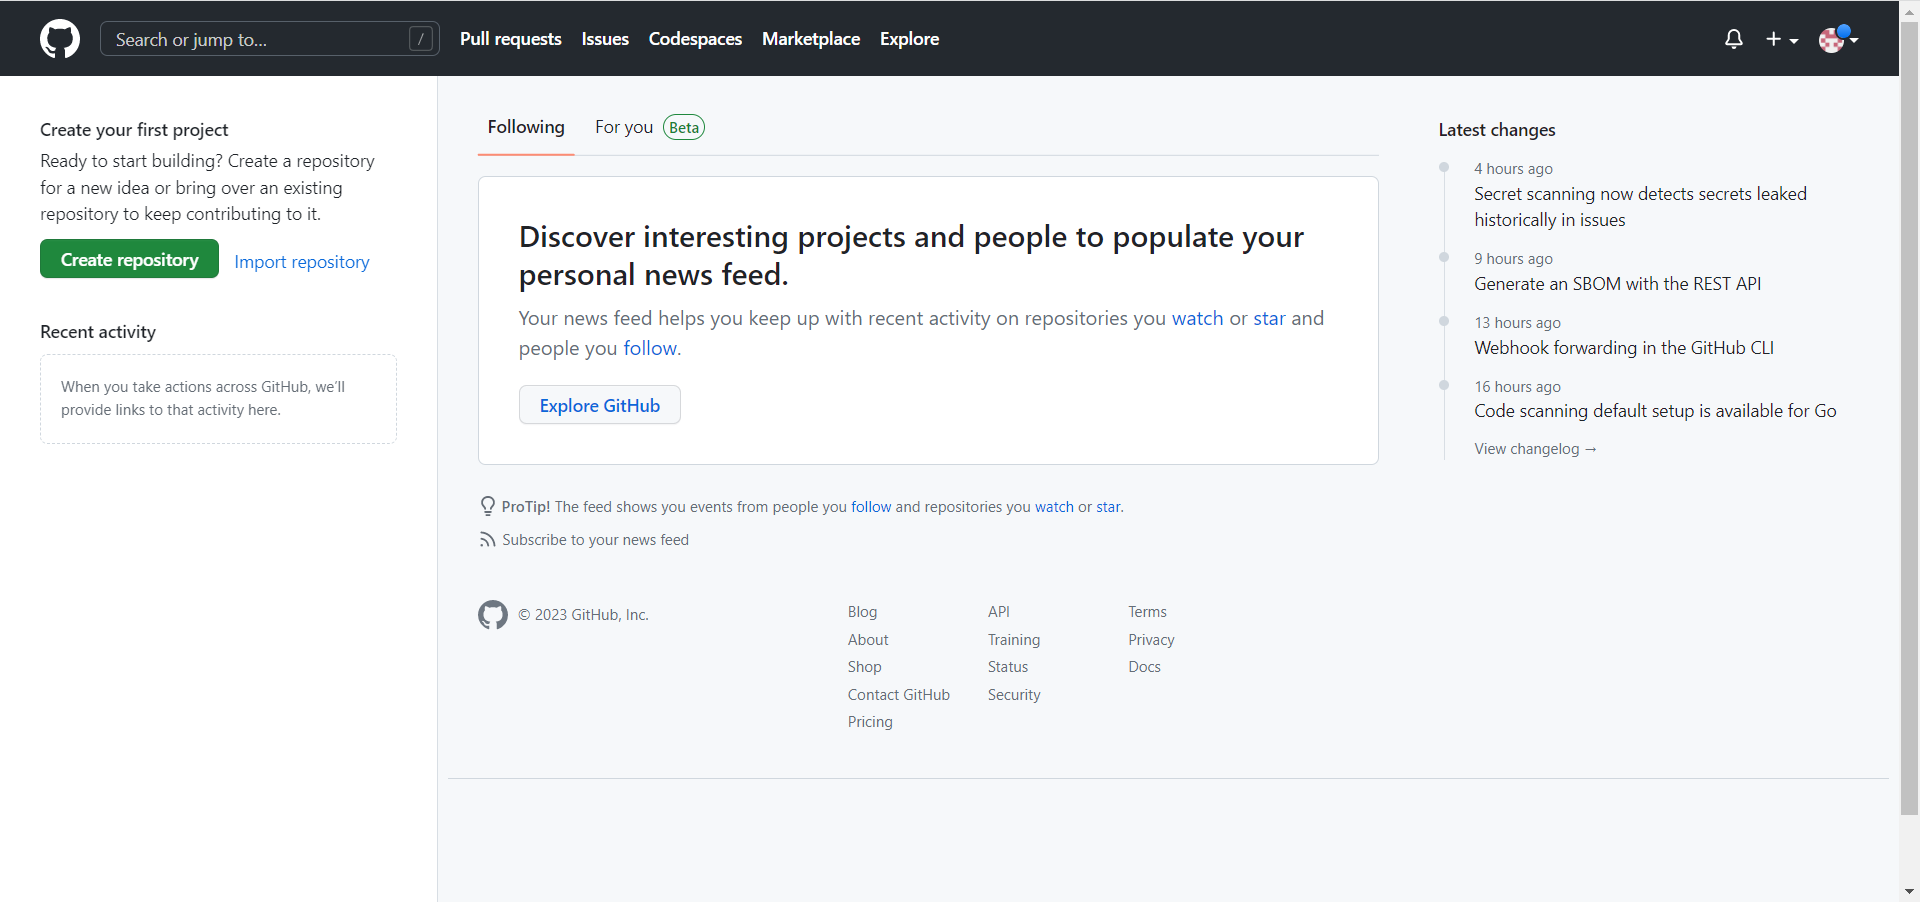 Search or jump to...
/
Pull requests
Issues
Codespaces
Marketplace
Explore
Create your first project
Ready to start building? Create a repository
for a new idea or bring over an existing
repository to keep contributing to it.
Create repository
Import repository
Recent activity
When you take actions across GitHub, we’ll
provide links to that activity here.
Following
For you
Beta
Discover interesting projects and people to populate your
personal news feed.
Your news feed helps you keep up with recent activity on repositories you watch or star and
people you follow.
Explore GitHub
ProTip! The feed shows you events from people you follow and repositories you watch or star.
Subscribe to your news feed
© 2023 GitHub, Inc.
Blog
About
Shop
Contact GitHub
Pricing
API
Training
Status
Security
Terms
Privacy
Docs
Latest changes
4 hours ago
Secret scanning now detects secrets leaked
historically in issues
9 hours ago
Generate an SBOM with the REST API
13 hours ago
Webhook forwarding in the GitHub CLI
16 hours ago
Code scanning default setup is available for Go
View changelog →